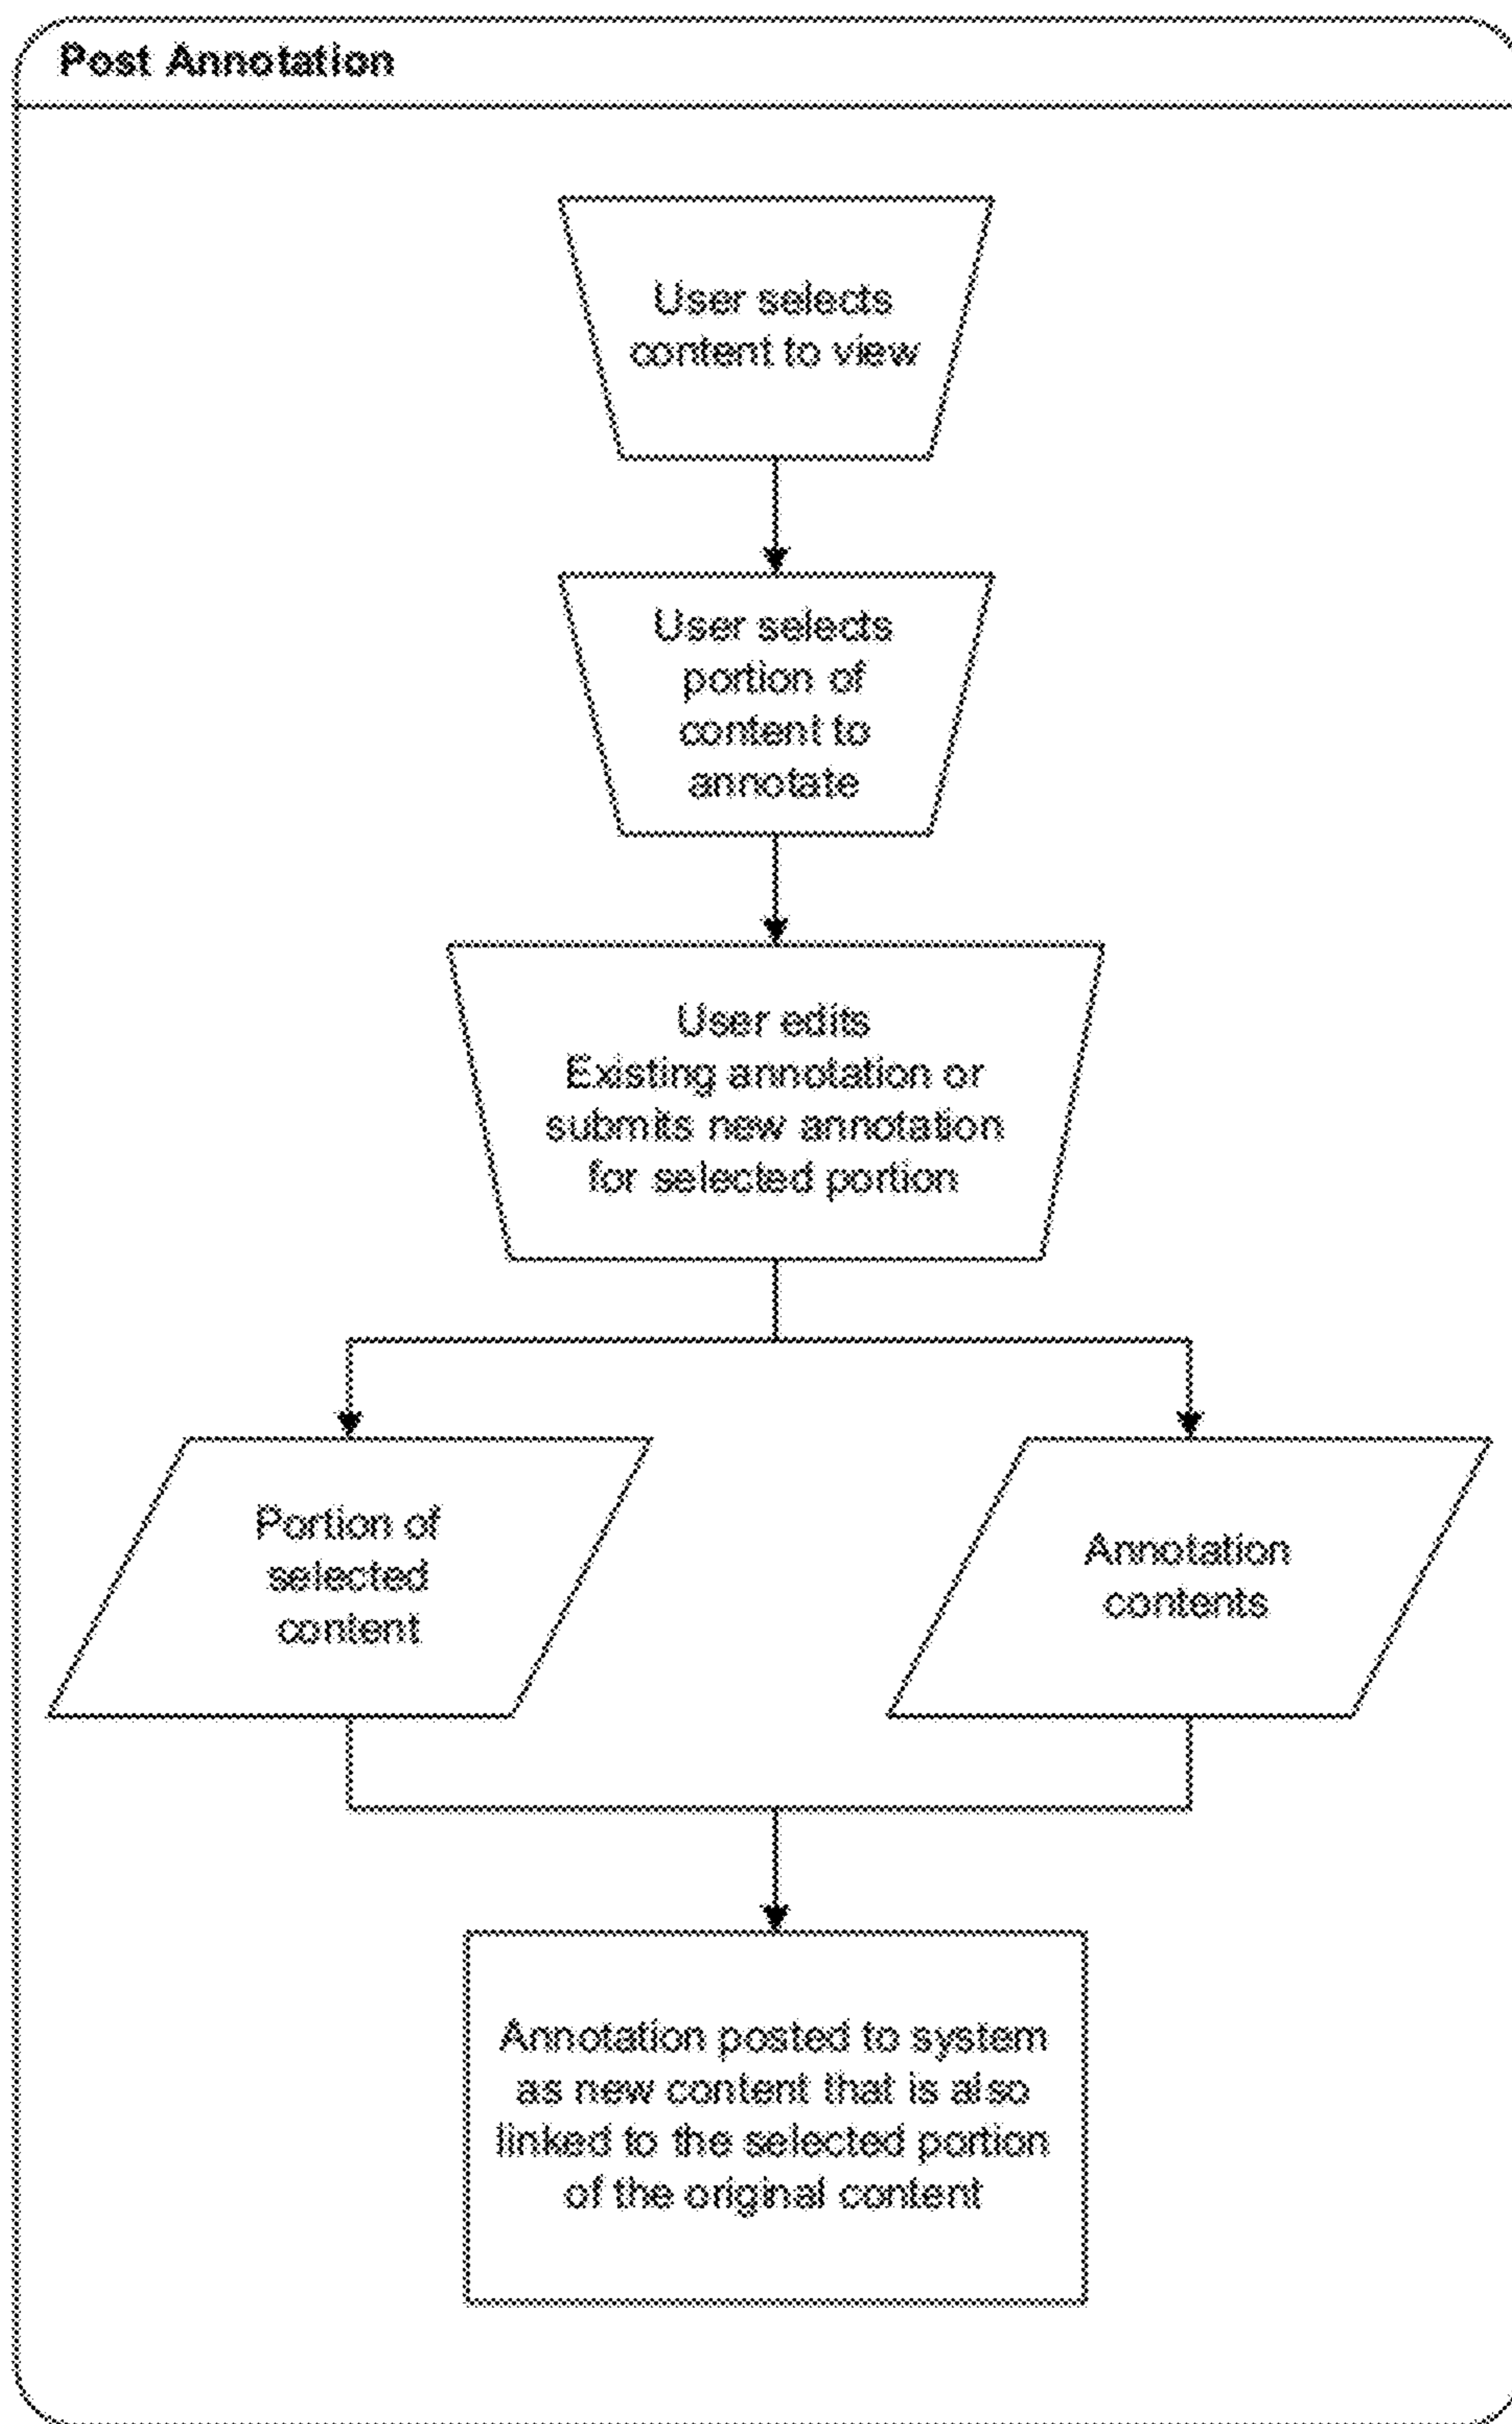 Post Annotation
User selects
content to view
User selects
portion of
content to
annotate
User edits
Existing annotation or
submits new annotation
for selected portion
Portion of
selected
content
Annotation
contents
Annotation posted to system
as new content that is also
linked to the selected portion
of the original content